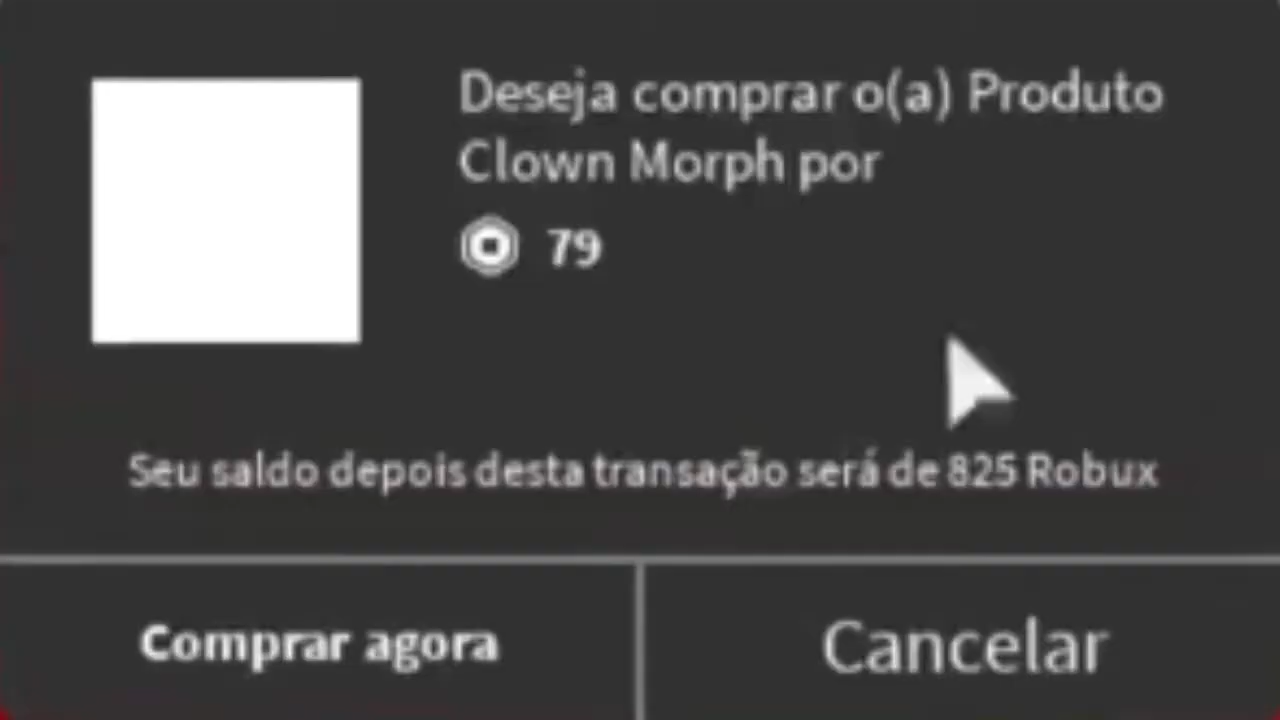 Deseja comprar o(a) Produto
Clown Morph por
79
Seu saldo depois desta transação será de 825 Robux
Comprar agora
Cancelar